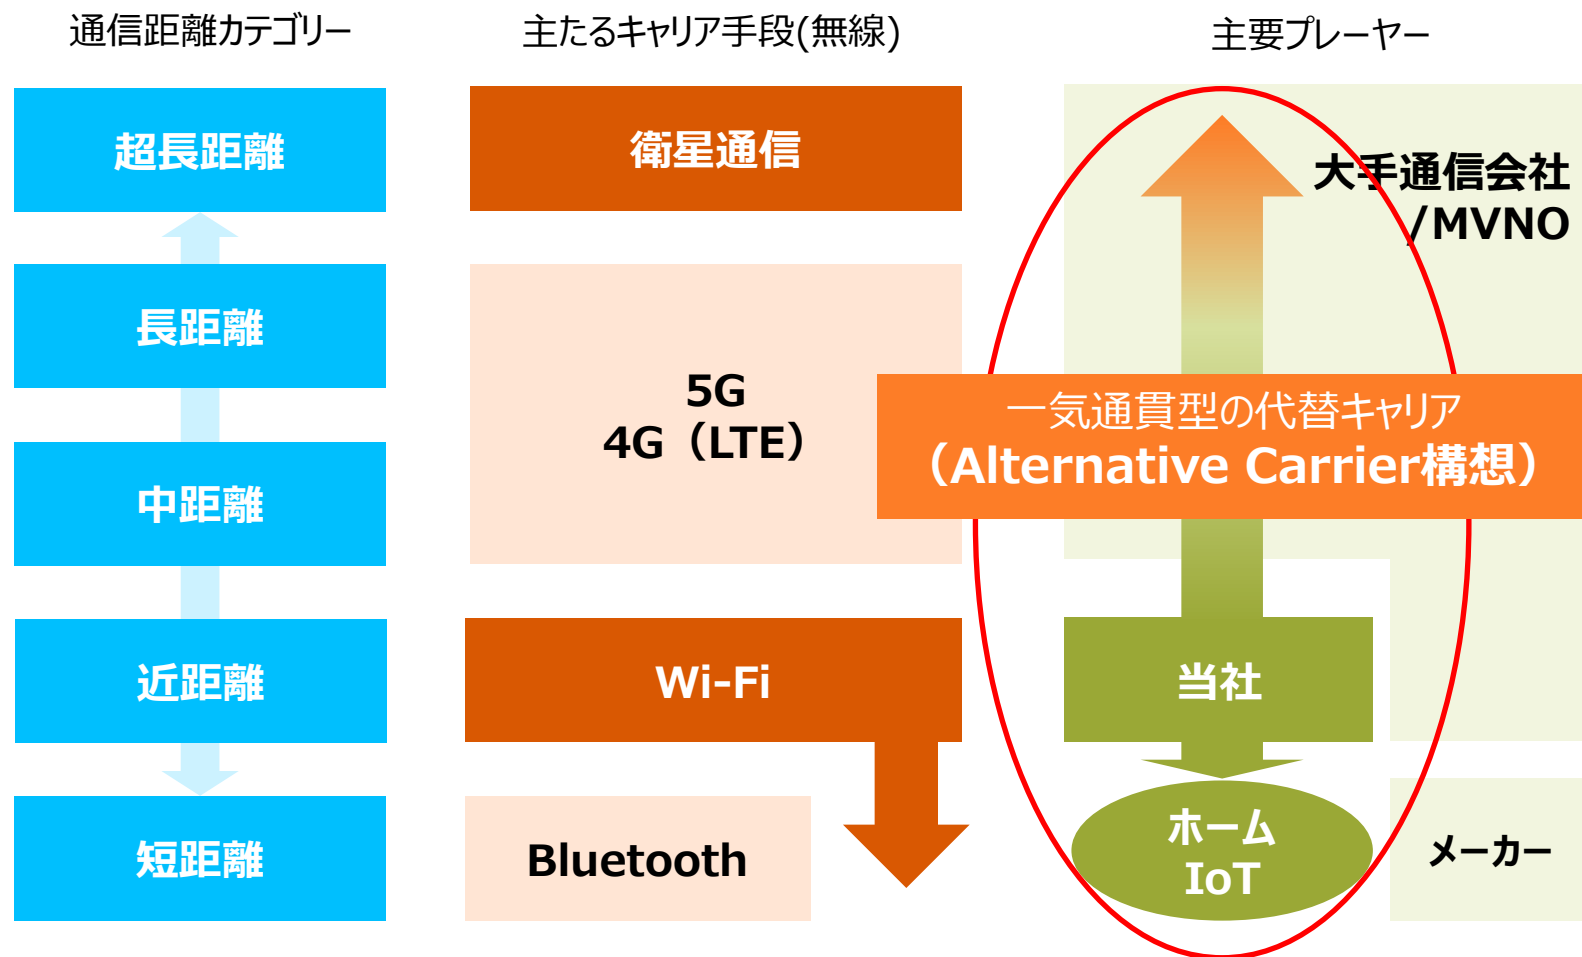 通信距離カテゴリー
主たるキャリア手段(無線)
主要プレーヤー
超長距離
衛星通信
大手通信会社
/MVNO
長距離
5G
4G（LTE）
一気通貫型の代替キャリア
（Alternative Carrier構想）
中距離
近距離
Wi-Fi
当社
短距離
Bluetooth
ホーム
IoT
メーカー